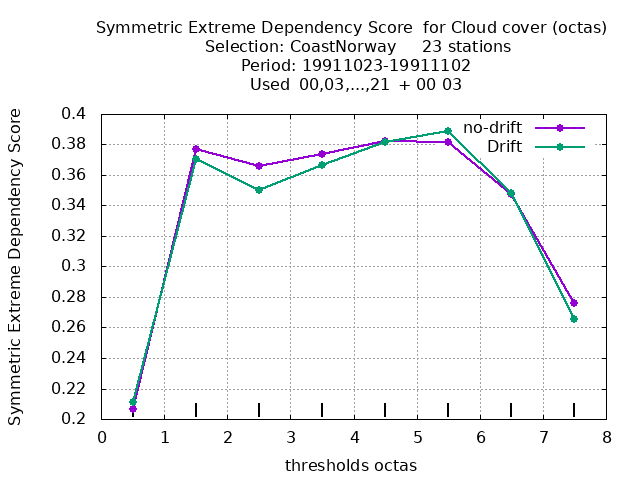 Symmetric Extreme Dependency Score  for Cloud cover (octas)
Selection: CoastNorway     23 stations
Period: 19911023-19911102
Used  00,03,...,21  + 00 03
Symmetric Extreme Dependency Score
0.4
0.38
0.36
0.34
0.32
0.3
0.28
0.26
0.24
0.22
0.2
no-drift
Drift
0 1 2 3 4 5 6 7 8
thresholds octas